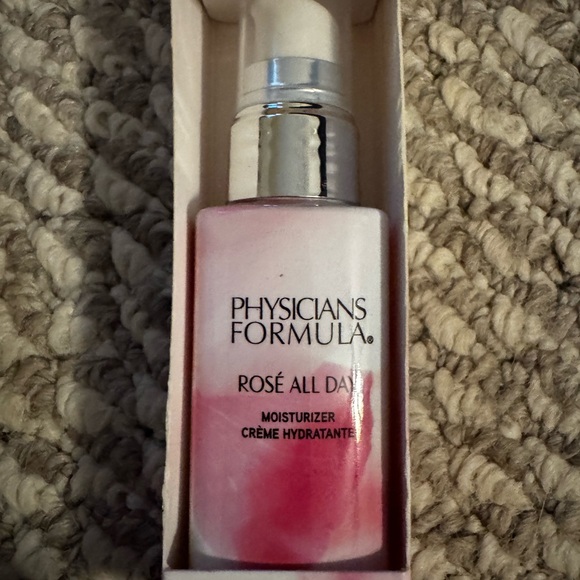 PHYSICIANS
FORMULA®
ROSÉ ALL DAY
MOISTURIZER
CRÈME HYDRATANTE